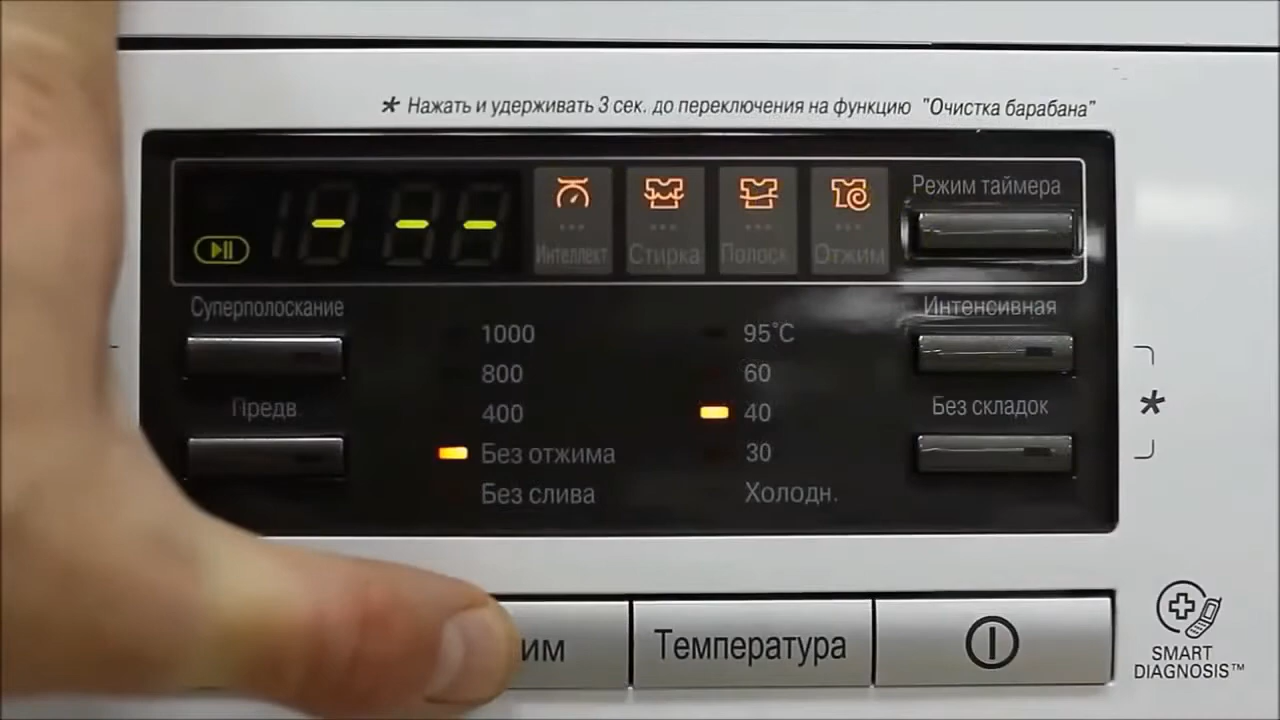 * Нажать и удерживать 3 сек. до переключения на функцию "Очистка барабана"
- - -
Интеллект Стирка Полоск Отжим
Режим таймера
Суперполоскание
Предв.
1000
800
400
Без отжима
Без слива
95°C
60
40
30
Холодн.
Интенсивная
Без складок
*
им
Температура
SMART
DIAGNOSIS™